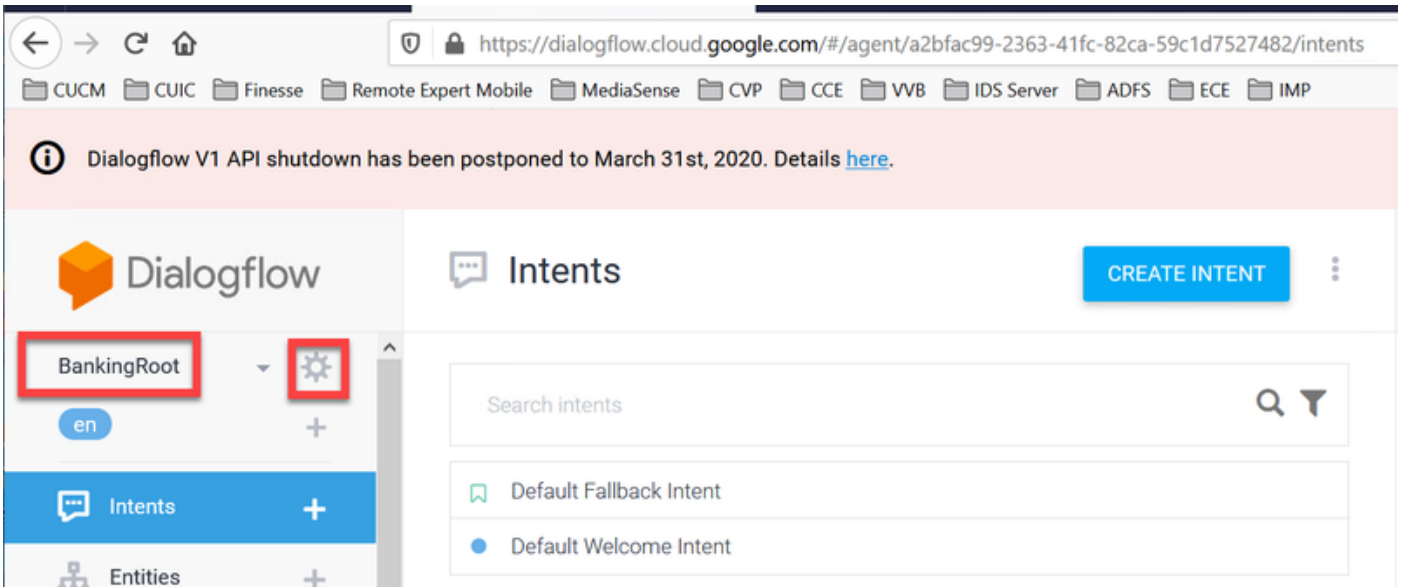 https://dialogflow.cloud.google.com/#/agent/a2bfac99-2363-41fc-82ca-59c1d7527482/intents
CUCM CUIC Finesse Remote Expert Mobile MediaSense CVP CCE VVB IDS Server ADFS ECE IMP
Dialogflow V1 API shutdown has been postponed to March 31st, 2020. Details here.
Dialogflow
Intents
CREATE INTENT
BankingRoot
en
Intents
Entities
Search intents
Default Fallback Intent
Default Welcome Intent